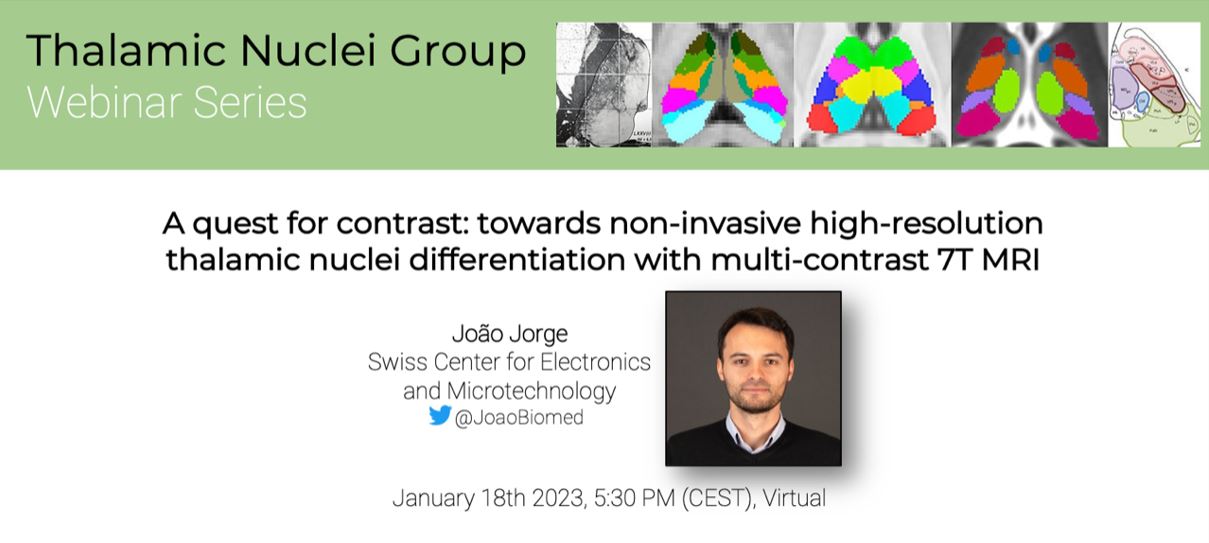 Thalamic Nuclei Group
Webinar Series
A quest for contrast: towards non-invasive high-resolution
thalamic nuclei differentiation with multi-contrast 7T MRI
João Jorge
Swiss Center for Electronics
and Microtechnology
@JoaoBiomed
January 18th 2023, 5:30 PM (CEST), Virtual